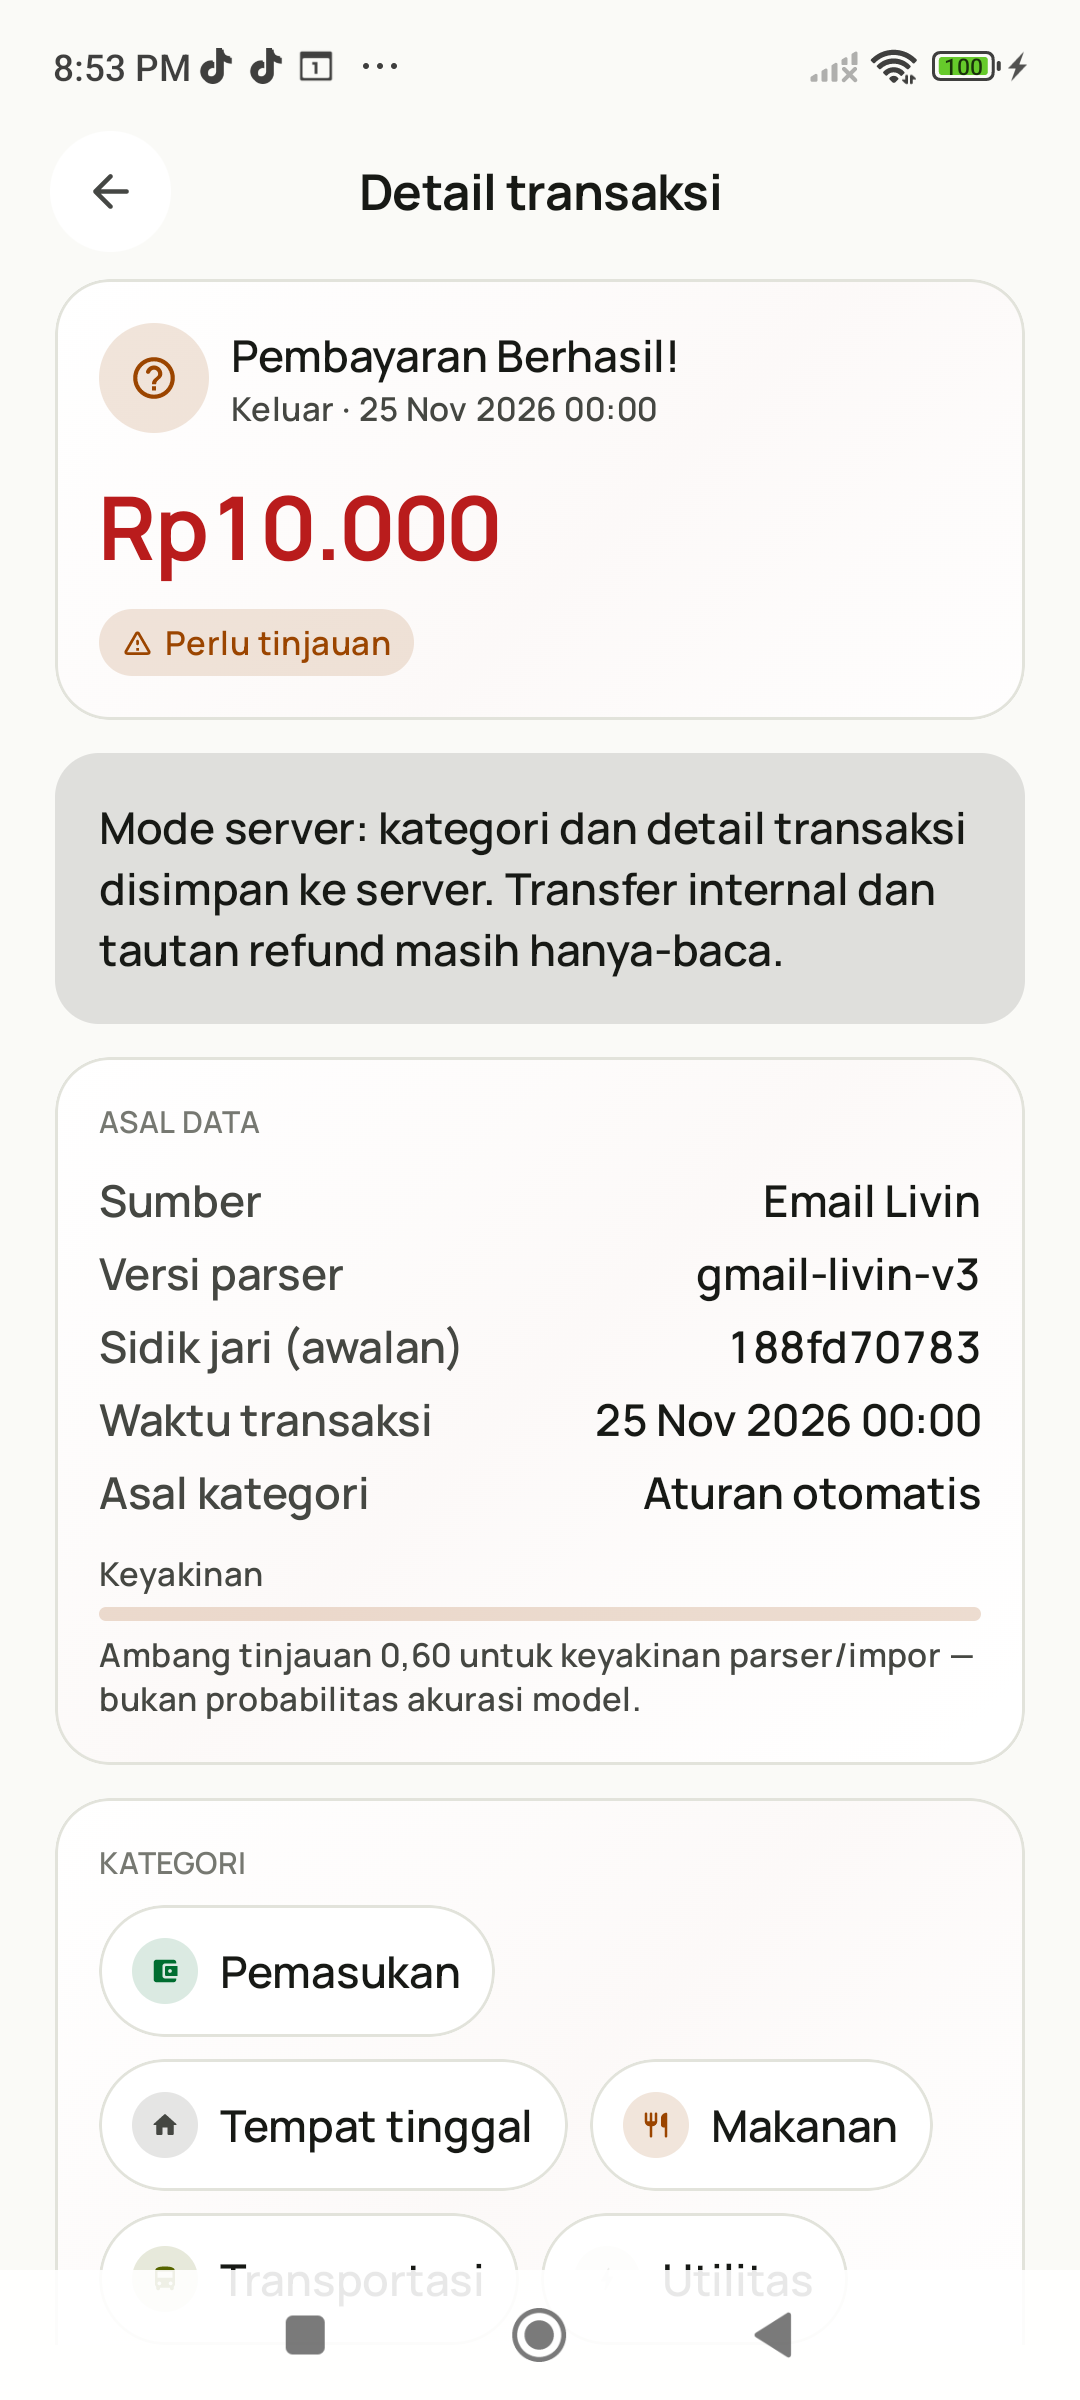 8:53 PM
1
100
Detail transaksi
Pembayaran Berhasil!
Keluar · 25 Nov 2026 00:00
Rp10.000
Perlu tinjauan
Mode server: kategori dan detail transaksi
disimpan ke server. Transfer internal dan
tautan refund masih hanya-baca.
ASAL DATA
Sumber Email Livin
Versi parser gmail-livin-v3
Sidik jari (awalan) 188fd70783
Waktu transaksi 25 Nov 2026 00:00
Asal kategori Aturan otomatis
Keyakinan
Ambang tinjauan 0,60 untuk keyakinan parser/impor —
bukan probabilitas akurasi model.
KATEGORI
Pemasukan
Tempat tinggal Makanan
Transportasi Utilitas